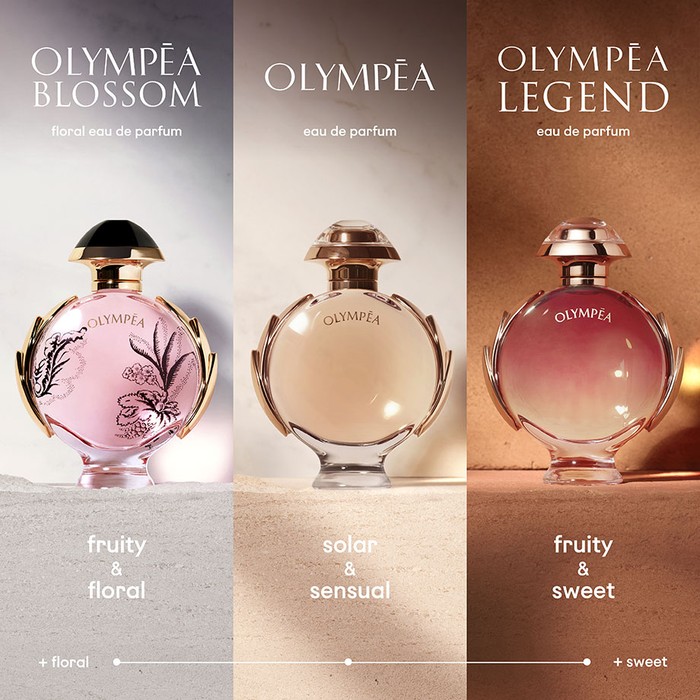 OLYMPĒA
BLOSSOM
floral eau de parfum
OLYMPĒA
fruity
&
floral
OLYMPĒA
eau de parfum
OLYMPĒA
solar
&
sensual
OLYMPĒA
LEGEND
eau de parfum
OLYMPĒA
fruity
&
sweet
+ floral
+ sweet